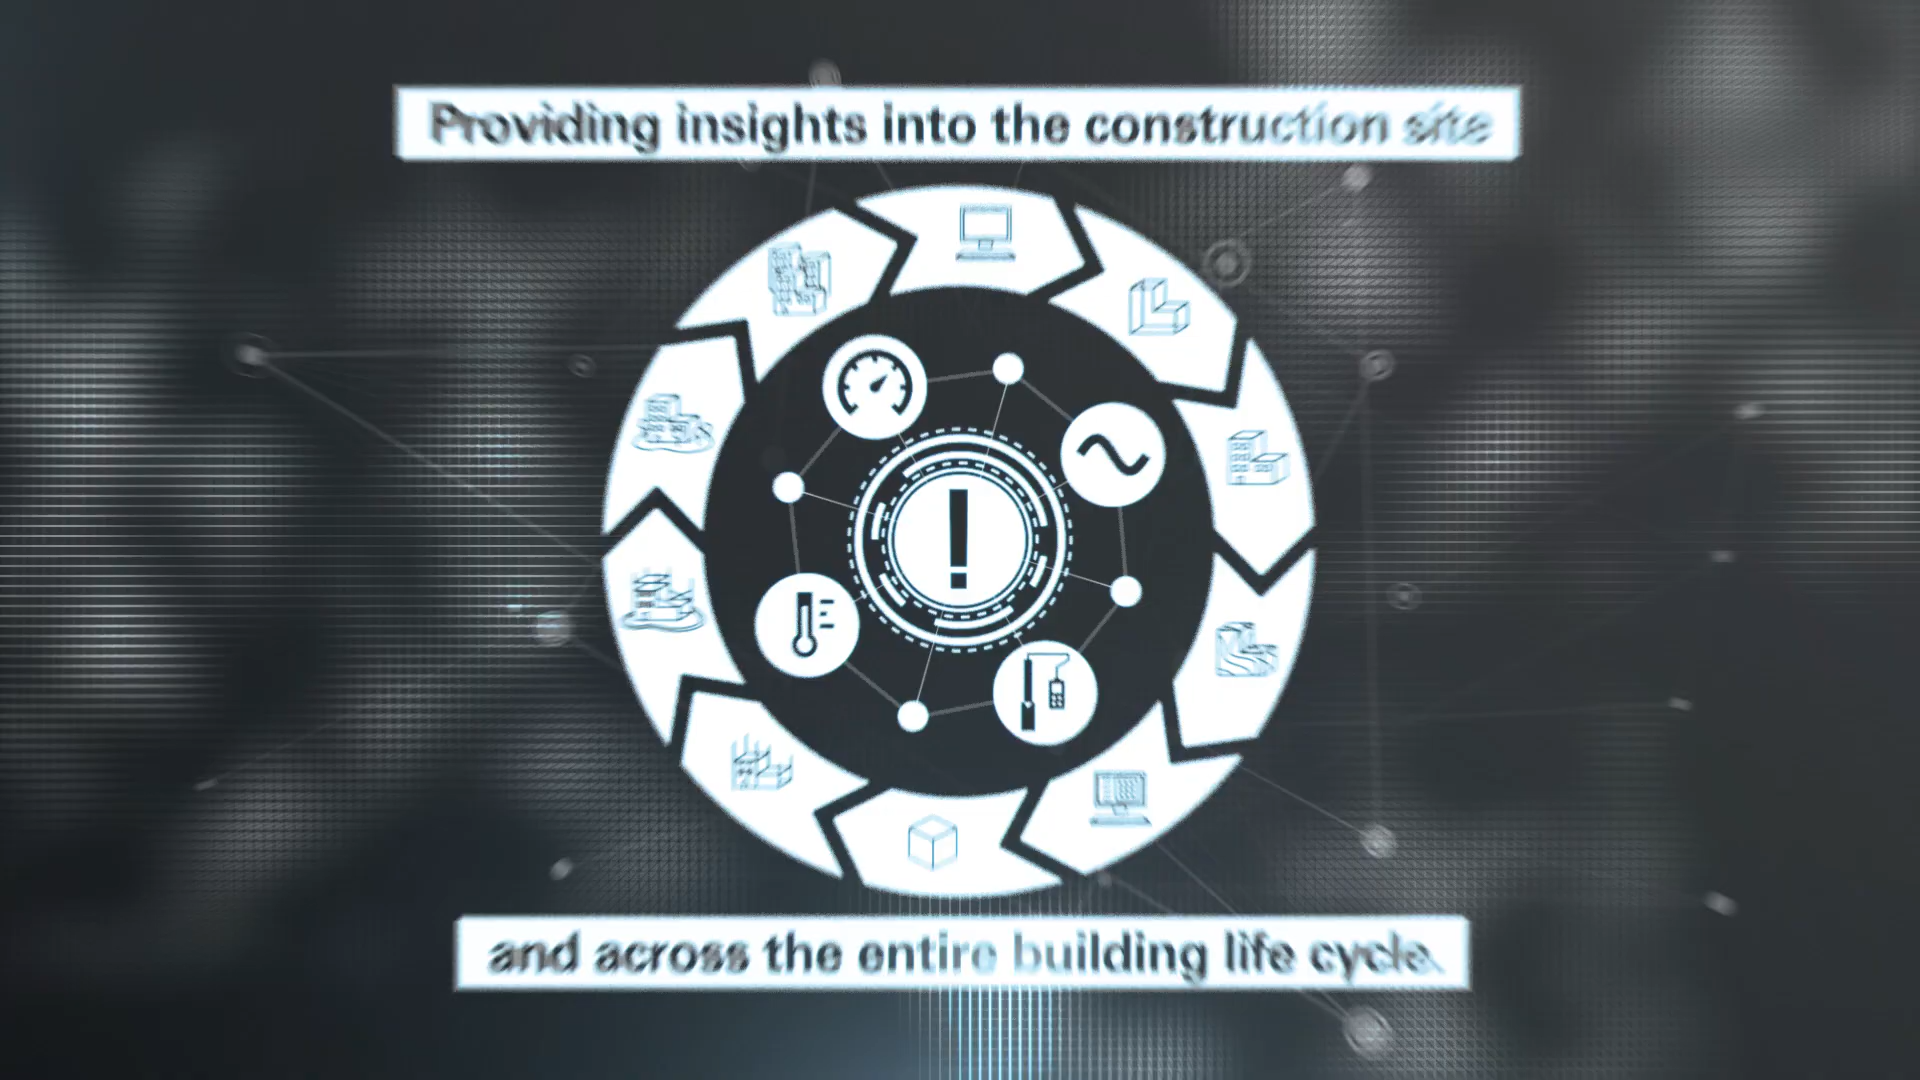 Providing insights into the construction site
!
and across the entire building life cycle.